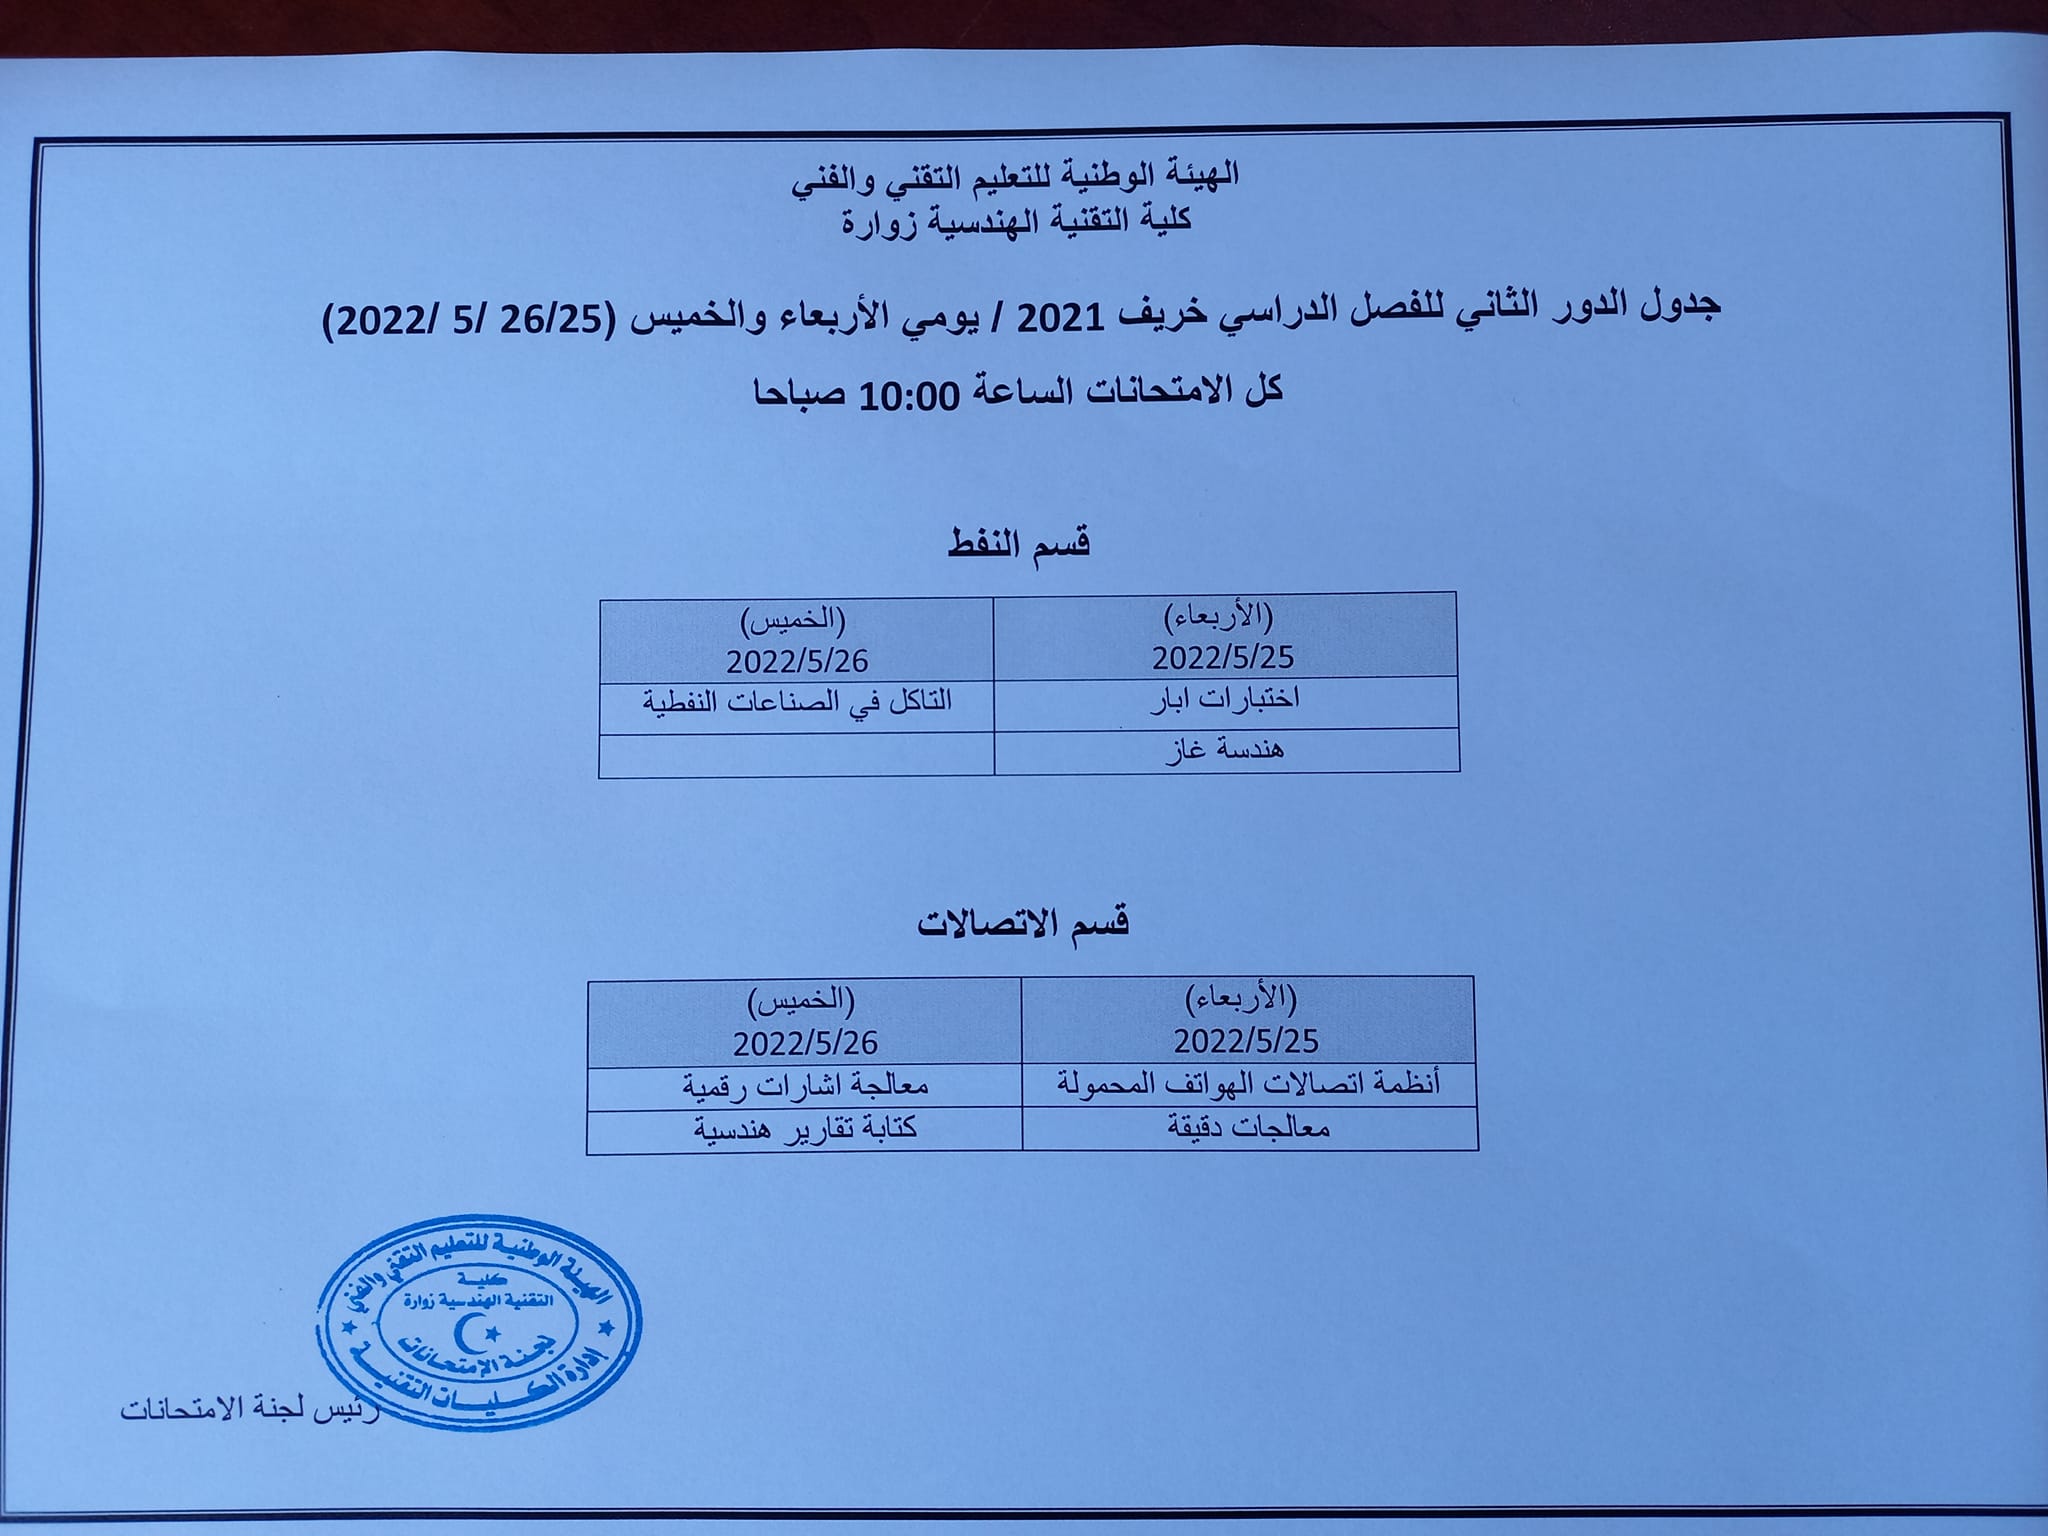 الهيئة الوطنية للتعليم التقني والفني
كلية التقنية الهندسية زوارة
جدول الدور الثاني للفصل الدراسي خريف 2021 / يومي الأربعاء والخميس (26/25 /5 /2022)
كل الامتحانات الساعة 10:00 صباحا
قسم النفط
(الأربعاء) (الخميس)
2022/5/25 2022/5/26
اختبارات ابار التاكل في الصناعات النفطية
هندسة غاز
قسم الاتصالات
(الأربعاء) (الخميس)
2022/5/25 2022/5/26
أنظمة اتصالات الهواتف المحمولة معالجة اشارات رقمية
معالجات دقيقة كتابة تقارير هندسية
الهيئة الوطنية للتعليم التقني والفني
كلية
التقنية الهندسية زوارة
لجنة الإمتحانات
إدارة الكليات التقنية
رئيس لجنة الامتحانات